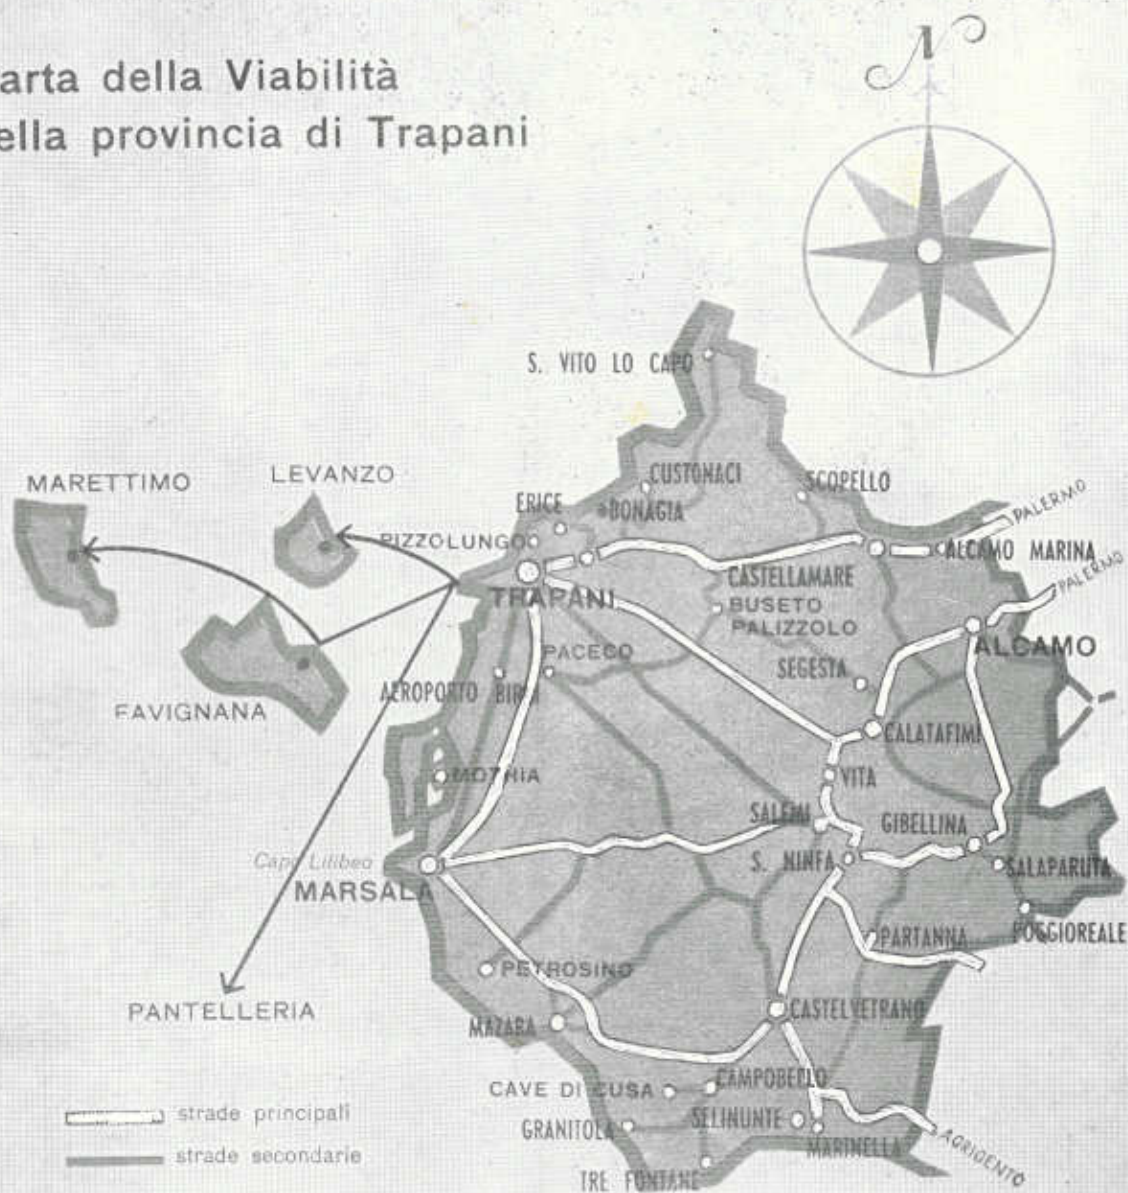 arta della Viabilità
ella provincia di Trapani
N
S. VITO LO CAPO
MARETTIMO
LEVANZO
CUSTONACI
SCOPELLO
ERICE
BONAGIA
PALERMO
PIZZOLUNGO
ALCAMO MARINA
CASTELLAMARE
PALERMO
TRAPANI
BUSETO
PALIZZOLO
ALCAMO
PACECO
SEGESTA
AEROPORTO BIRGI
FAVIGNANA
CALATAFIMI
MOTHIA
VITA
SALEMI
GIBELLINA
Capo Lilibeo
S. NINFA
SALAPARUTA
MARSALA
PARTANNA
POGGIOREALE
PETROSINO
PANTELLERIA
CASTELVETRANO
MAZARA
CAVE DI CUSA
CAMPOBELLO
strade principali
GRANITOLA
SELINUNTE
MARINELLA
AGRIGENTO
strade secondarie
TRE FONTANE